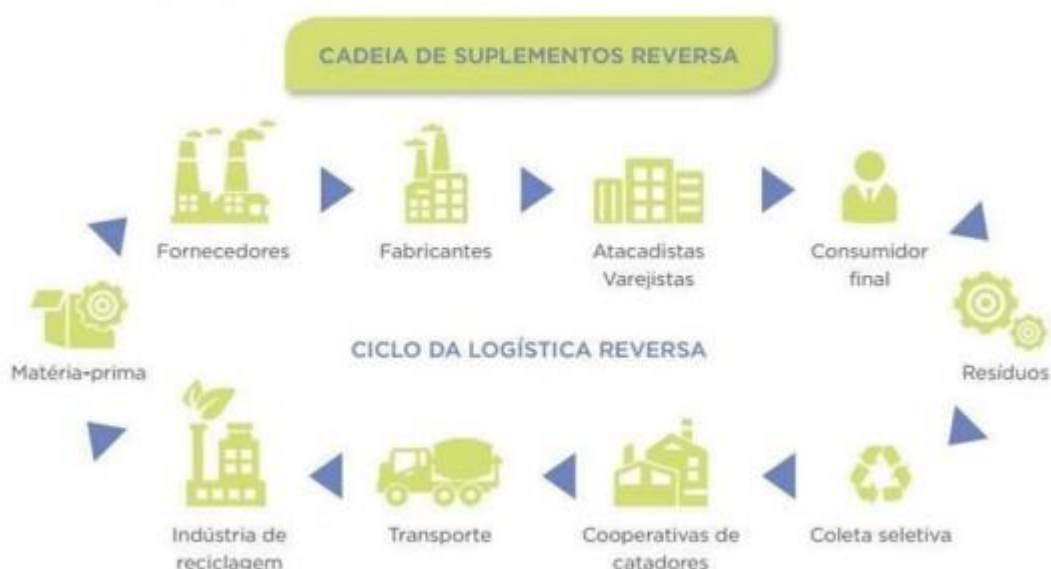 CADEIA DE SUPLEMENTOS REVERSA
Fornecedores
Fabricantes
Atacadistas
Varejistas
Consumidor
final
Matéria-prima
CICLO DA LOGÍSTICA REVERSA
Resíduos
Indústria de
reciclagem
Transporte
Cooperativas de
catadores
Coleta seletiva